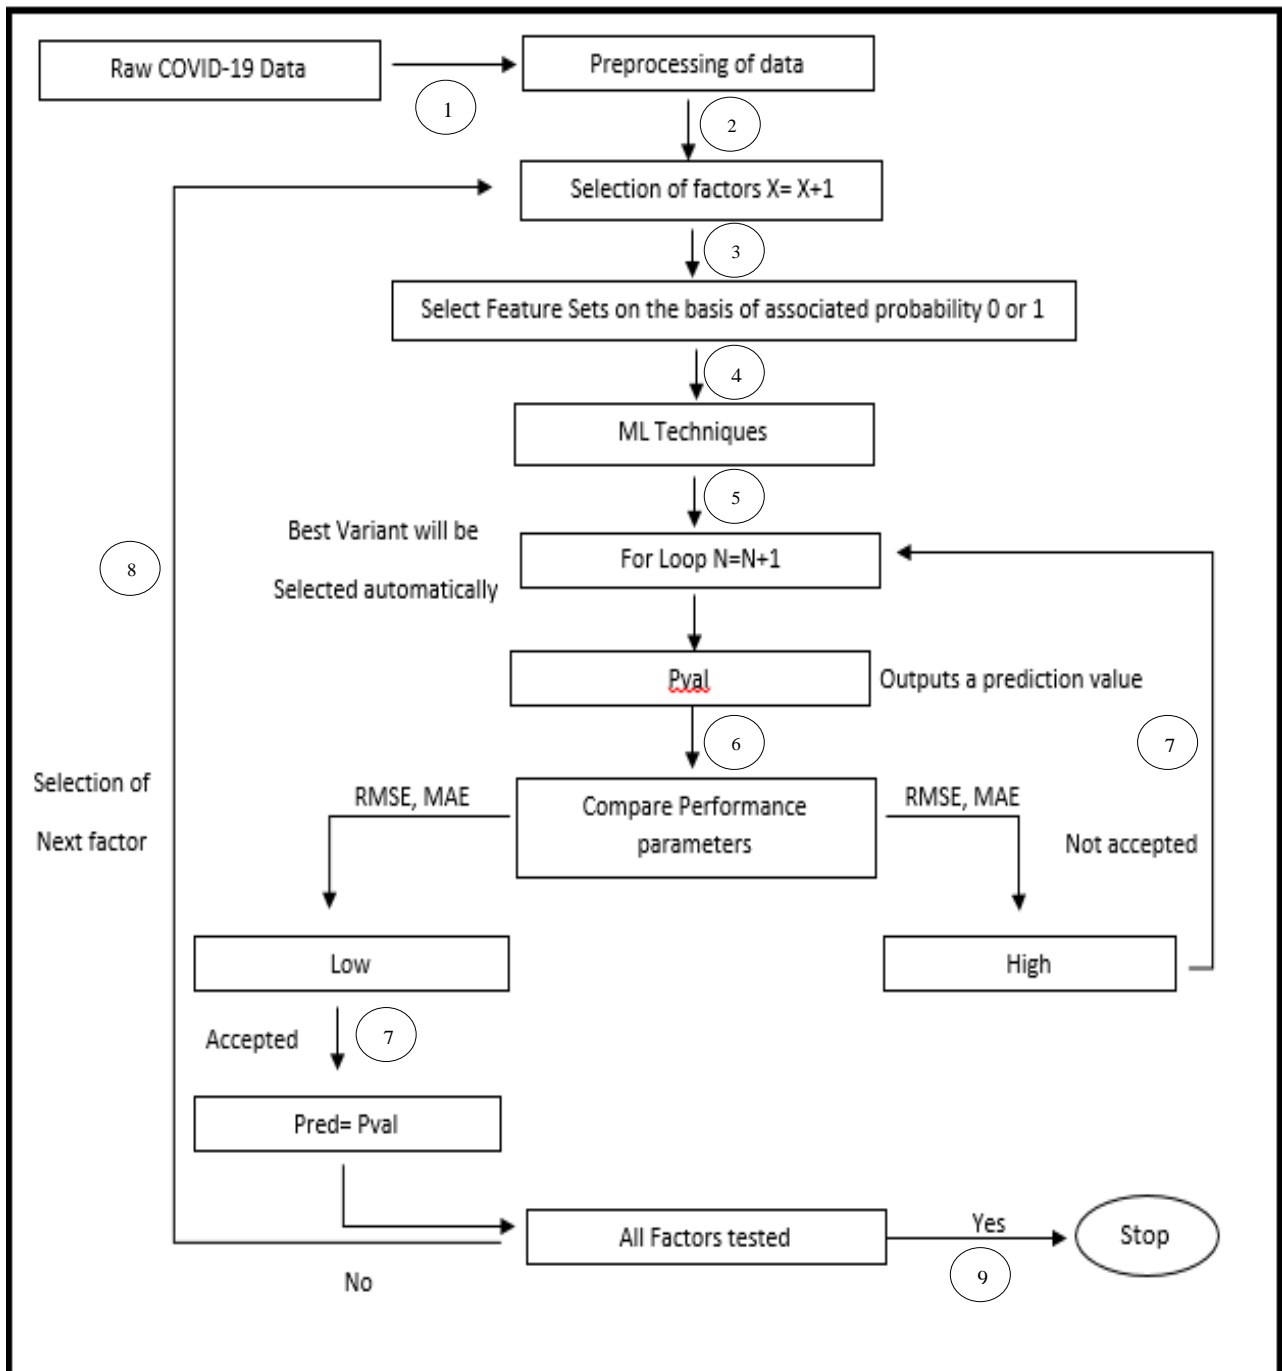 Raw COVID-19 Data
Preprocessing of data
1
2
Selection of factors X= X+1
3
Select Feature Sets on the basis of associated probability 0 or 1
4
ML Techniques
5
Best Variant will be
Selected automatically
For Loop N=N+1
8
Pval
Outputs a prediction value
6
7
Selection of
Next factor
RMSE, MAE
Compare Performance
parameters
RMSE, MAE
Not accepted
Low
High
Accepted
7
Pred= Pval
All Factors tested
Yes
Stop
9
No